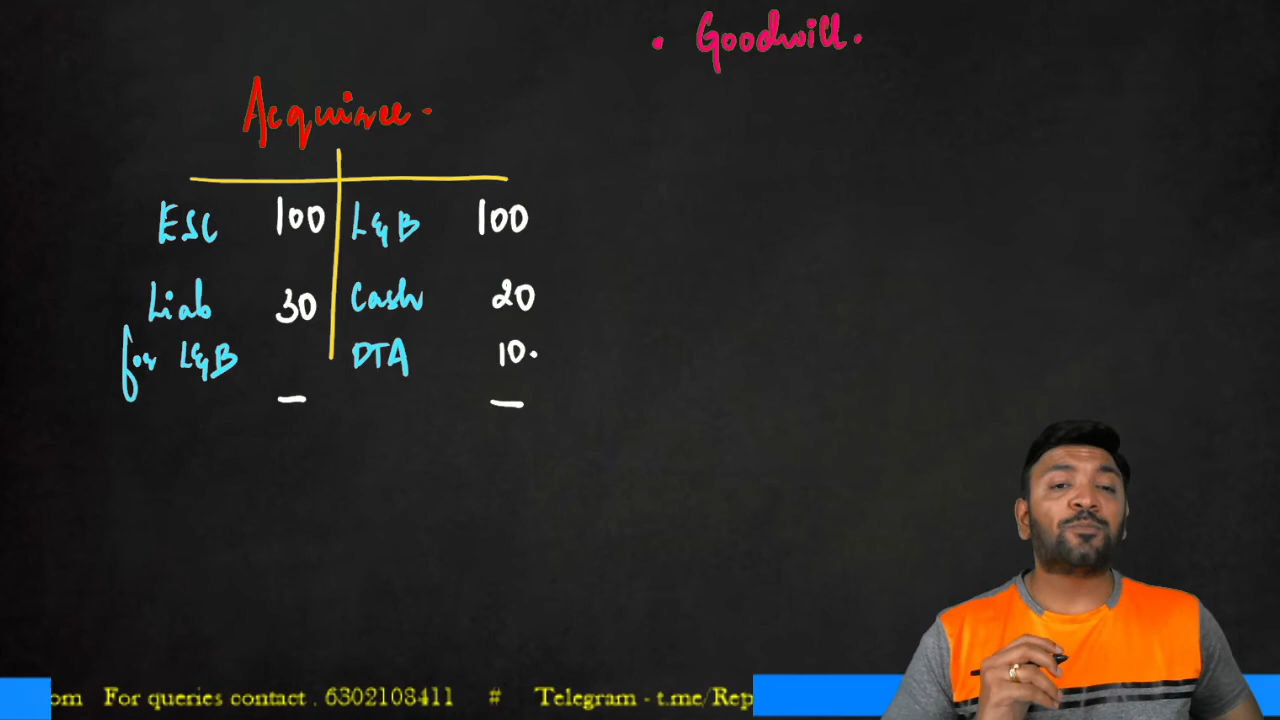 • Goodwill.
Acquiree.
ESC 100 L&B 100
Liab 30 Cash 20
for L&B DTA 10.
om For queries contact . 6302108411 # Telegram - t.me/Rep